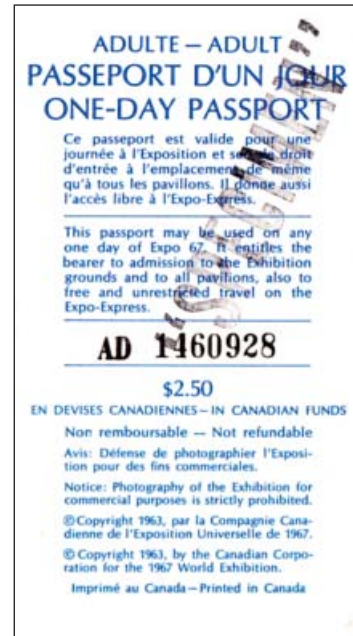 ADULTE — ADULT
PASSEPORT D'UN JOUR
ONE-DAY PASSPORT
Ce passeport est valide pour une
journée à l'Exposition et sert de droit
d'entrée à l'emplacement de même
qu'à tous les pavillons. Il donne aussi
l'accès libre à l'Expo-Express.
This passport may be used on any
one day of Expo 67. It entitles the
bearer to admission to the Exhibition
grounds and to all pavilions, also to
free and unrestricted travel on the
Expo-Express.
AD 1460928
$2.50
EN DEVISES CANADIENNES — IN CANADIAN FUNDS
Non remboursable — Not refundable
Avis: Défense de photographier l'Exposi-
tion pour des fins commerciales.
Notice: Photography of the Exhibition for
commercial purposes is strictly prohibited.
©Copyright 1963, par la Compagnie Cana-
dienne de l'Exposition Universelle de 1967.
© Copyright 1963, by the Canadian Corpo-
ration for the 1967 World Exhibition.
Imprimé au Canada — Printed in Canada